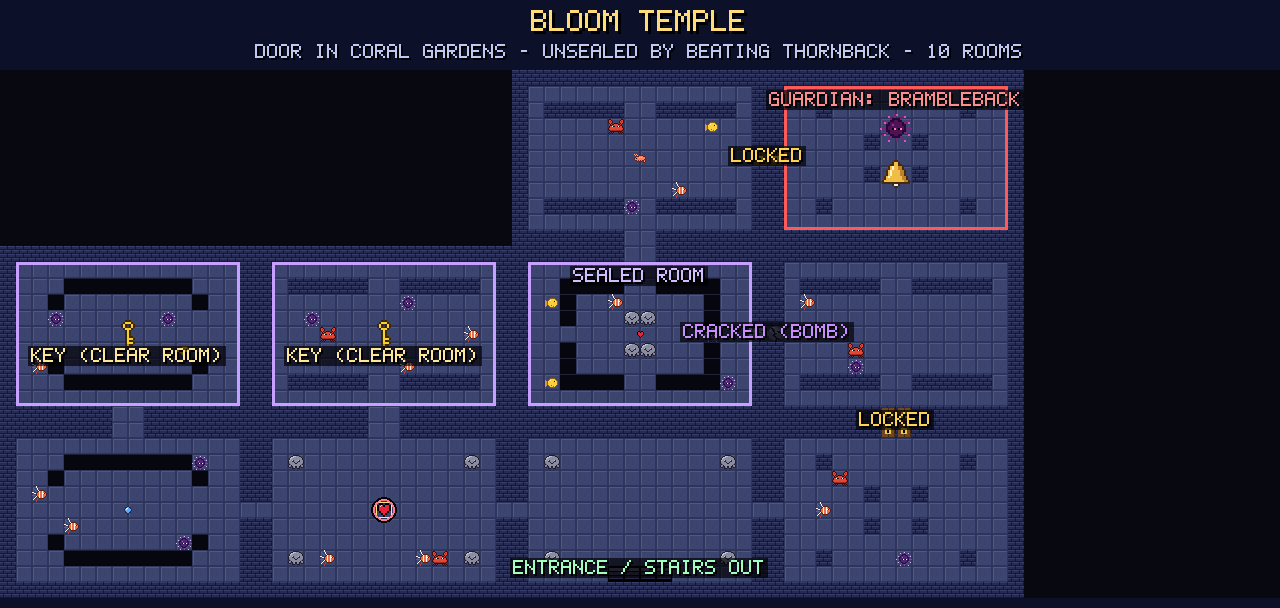 BLOOM TEMPLE
DOOR IN CORAL GARDENS - UNSEALED BY BEATING THORNBACK - 10 ROOMS
GUARDIAN: BRAMBLEBACK
LOCKED
SEALED ROOM
CRACKED (BOMB)
KEY (CLEAR ROOM)
KEY (CLEAR ROOM)
LOCKED
ENTRANCE / STAIRS OUT